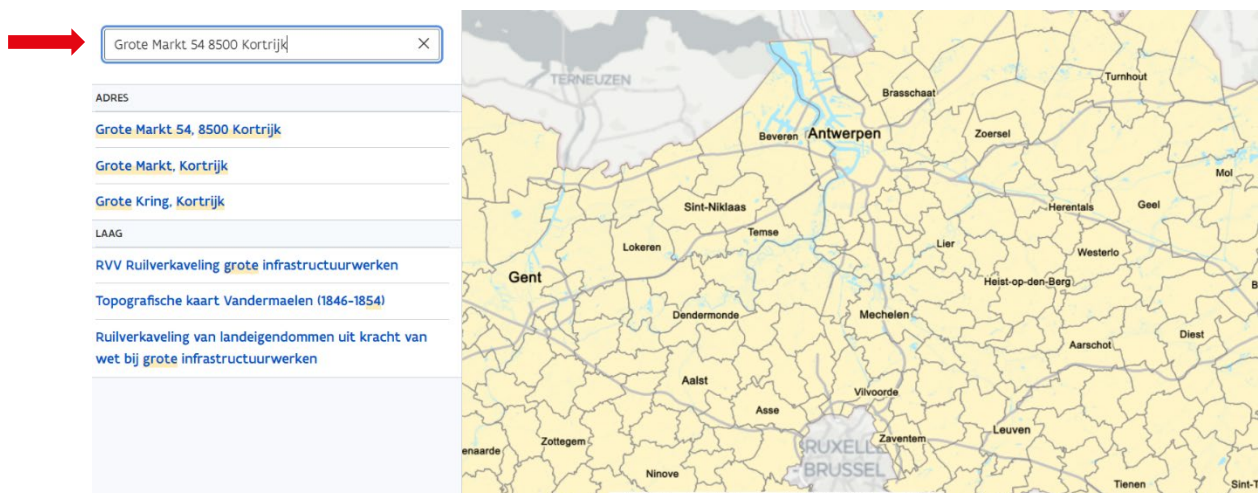 Grote Markt 54 8500 Kortrijk
ADRES
Grote Markt 54, 8500 Kortrijk
Grote Markt, Kortrijk
Grote Kring, Kortrijk
LAAG
RVV Ruilverkaveling grote infrastructuurwerken
Topografische kaart Vandermaelen (1846-1854)
Ruilverkaveling van landeigendommen uit kracht van
wet bij grote infrastructuurwerken
TERNEUZEN
Turnhout
Brasschaat
Beveren
Antwerpen
Zoersel
Mol
Sint-Niklaas
Herentals
Geel
Temse
Lokeren
Lier
Westerlo
Gent
Heist-op-den-Berg
Dendermonde
Mechelen
Diest
Aarschot
Aalst
Vilvoorde
Asse
Leuven
Zottegem
Zaventem
enaarde
RUXELL
BRUSSEL
Ninove
Tienen
Sint-T